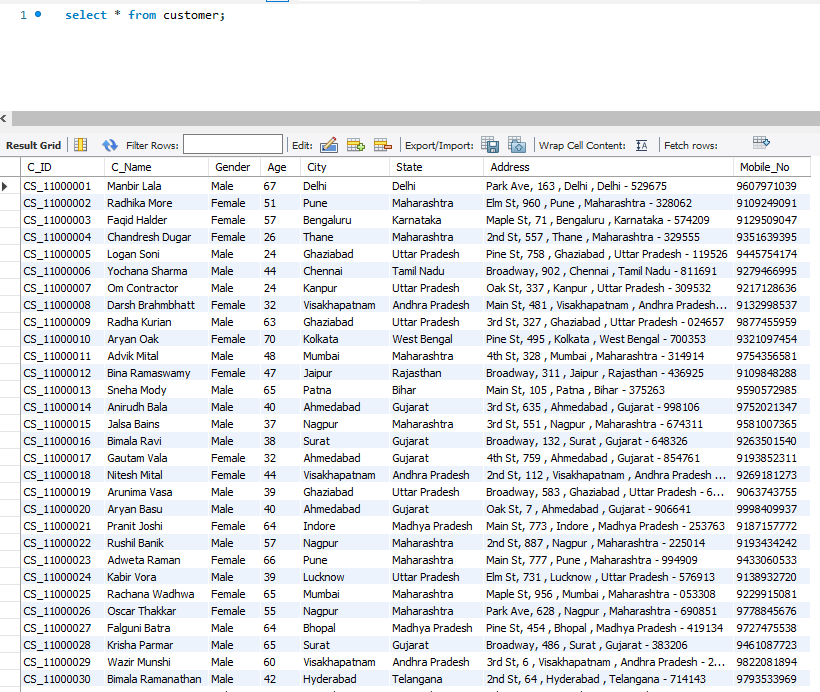 1 select * from customer;
Result Grid Filter Rows: Edit: Export/Import: Wrap Cell Content: IA Fetch rows:
C_ID C_Name Gender Age City State Address Mobile_No
CS_11000001 Manbir Lala Male 67 Delhi Delhi Park Ave, 163 , Delhi , Delhi - 529675 9607971039
CS_11000002 Radhika More Female 51 Pune Maharashtra Elm St, 960 , Pune , Maharashtra - 328062 9109249091
CS_11000003 Faqid Halder Female 57 Bengaluru Karnataka Maple St, 71 , Bengaluru , Karnataka - 574209 9129509047
CS_11000004 Chandresh Dugar Female 26 Thane Maharashtra 2nd St, 557 , Thane , Maharashtra - 329555 9351639395
CS_11000005 Logan Soni Male 24 Ghaziabad Uttar Pradesh Pine St, 758 , Ghaziabad , Uttar Pradesh - 119526 9445754174
CS_11000006 Yochana Sharma Male 44 Chennai Tamil Nadu Broadway, 902 , Chennai , Tamil Nadu - 811691 9279466995
CS_11000007 Om Contractor Male 24 Kanpur Uttar Pradesh Oak St, 337 , Kanpur , Uttar Pradesh - 309532 9217128636
CS_11000008 Darsh Brahmbhatt Female 32 Visakhapatnam Andhra Pradesh Main St, 481 , Visakhapatnam , Andhra Pradesh... 9132998537
CS_11000009 Radha Kurian Male 63 Ghaziabad Uttar Pradesh 3rd St, 327 , Ghaziabad , Uttar Pradesh - 024657 9877455959
CS_11000010 Aryan Oak Female 70 Kolkata West Bengal Pine St, 495 , Kolkata , West Bengal - 700353 9321097454
CS_11000011 Advik Mital Male 48 Mumbai Maharashtra 4th St, 328 , Mumbai , Maharashtra - 314914 9754356581
CS_11000012 Bina Ramaswamy Female 47 Jaipur Rajasthan Broadway, 311 , Jaipur , Rajasthan - 436925 9109848288
CS_11000013 Sneha Mody Male 65 Patna Bihar Main St, 105 , Patna , Bihar - 375263 9590572985
CS_11000014 Anirudh Bala Male 40 Ahmedabad Gujarat 3rd St, 635 , Ahmedabad , Gujarat - 998106 9752021347
CS_11000015 Jalsa Bains Male 37 Nagpur Maharashtra 3rd St, 551 , Nagpur , Maharashtra - 674311 9581007365
CS_11000016 Bimala Ravi Male 38 Surat Gujarat Broadway, 132 , Surat , Gujarat - 648326 9263501540
CS_11000017 Gautam Vala Female 32 Ahmedabad Gujarat 4th St, 759 , Ahmedabad , Gujarat - 854761 9193852311
CS_11000018 Nitesh Mital Female 44 Visakhapatnam Andhra Pradesh 2nd St, 112 , Visakhapatnam , Andhra Pradesh ... 9269181273
CS_11000019 Arunima Vasa Male 39 Ghaziabad Uttar Pradesh Broadway, 583 , Ghaziabad , Uttar Pradesh - 6... 9063743755
CS_11000020 Aryan Basu Male 40 Ahmedabad Gujarat Oak St, 7 , Ahmedabad , Gujarat - 906641 9998409937
CS_11000021 Pranit Joshi Female 64 Indore Madhya Pradesh Main St, 773 , Indore , Madhya Pradesh - 253763 9187157772
CS_11000022 Rushil Banik Male 57 Nagpur Maharashtra 2nd St, 887 , Nagpur , Maharashtra - 225014 9193434242
CS_11000023 Adweta Raman Female 66 Pune Maharashtra Main St, 777 , Pune , Maharashtra - 994909 9433060533
CS_11000024 Kabir Vora Male 39 Lucknow Uttar Pradesh Elm St, 731 , Lucknow , Uttar Pradesh - 576913 9138932720
CS_11000025 Rachana Wadhwa Female 65 Mumbai Maharashtra Maple St, 956 , Mumbai , Maharashtra - 053308 9229915081
CS_11000026 Oscar Thakkar Female 55 Nagpur Maharashtra Park Ave, 628 , Nagpur , Maharashtra - 690851 9778845676
CS_11000027 Falguni Batra Male 64 Bhopal Madhya Pradesh Pine St, 454 , Bhopal , Madhya Pradesh - 419134 9727475538
CS_11000028 Krisha Parmar Male 65 Surat Gujarat Broadway, 486 , Surat , Gujarat - 383206 9461087723
CS_11000029 Wazir Munshi Male 60 Visakhapatnam Andhra Pradesh 3rd St, 6 , Visakhapatnam , Andhra Pradesh - 2... 9822081894
CS_11000030 Bimala Ramanathan Male 42 Hyderabad Telangana 2nd St, 64 , Hyderabad , Telangana - 714143 9793533969